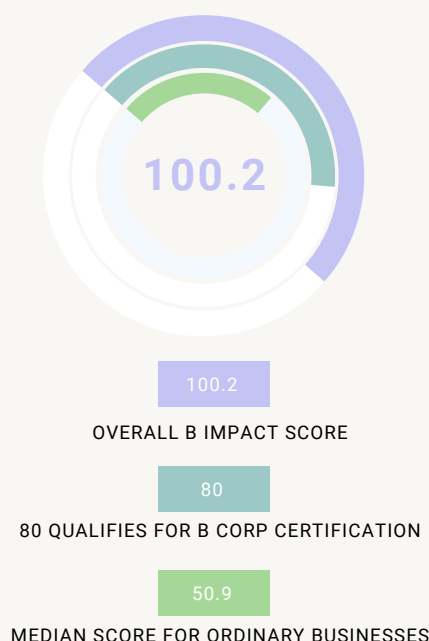 100.2
100.2
OVERALL B IMPACT SCORE
80
80 QUALIFIES FOR B CORP CERTIFICATION
50.9
MEDIAN SCORE FOR ORDINARY BUSINESSES